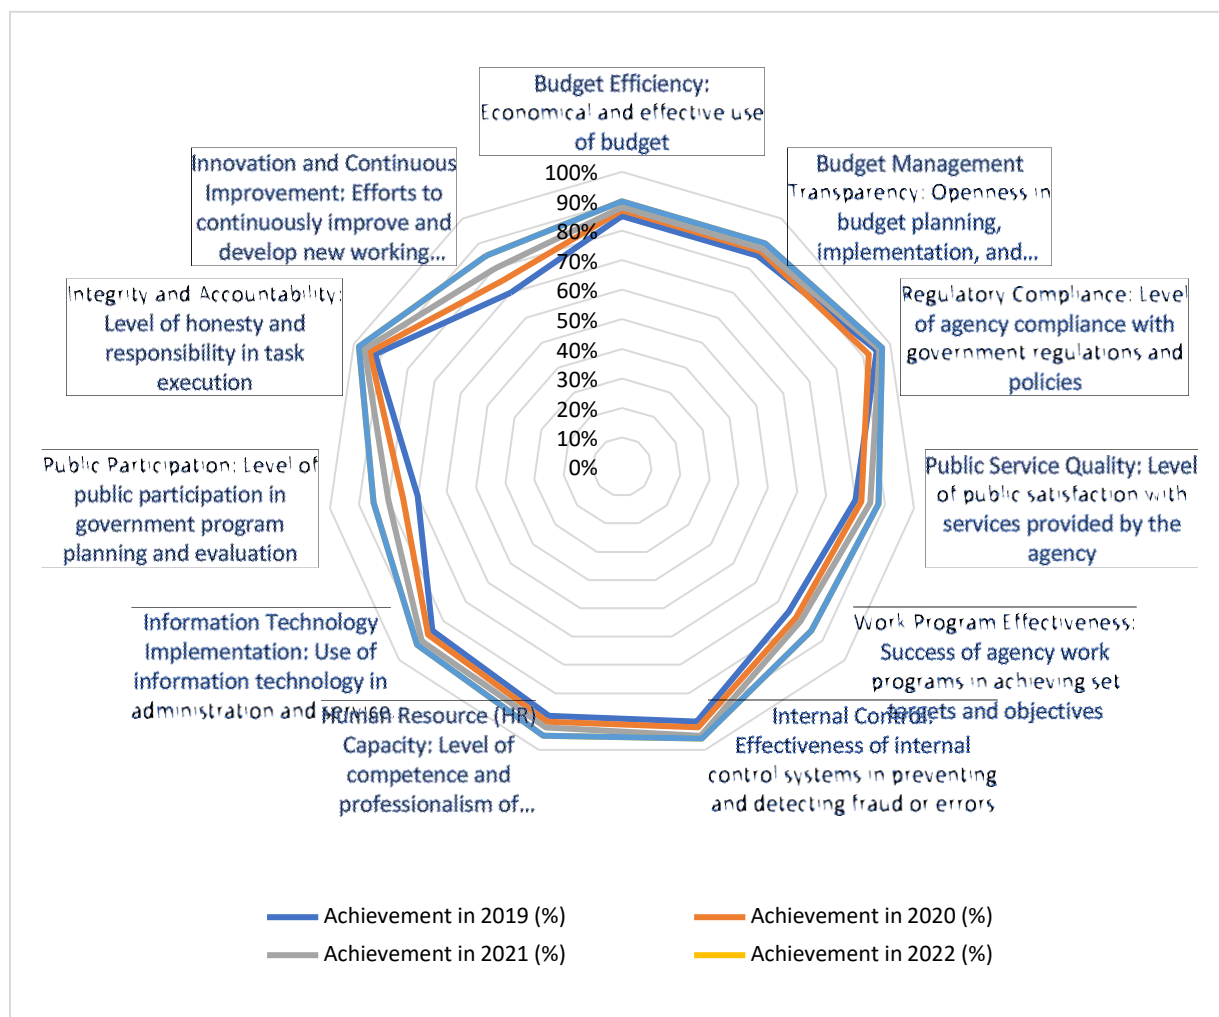 Budget Efficiency:
Economical and effective use
of budget
Budget Management
Transparency: Openness in
budget planning,
implementation, and...
Regulatory Compliance: Level
of agency compliance with
government regulations and
policies
Public Service Quality: Level
of public satisfaction with
services provided by the
agency
Work Program Effectiveness:
Success of agency work
programs in achieving set
targets and objectives
Internal Control:
Effectiveness of internal
control systems in preventing
and detecting fraud or errors
Human Resource (HR)
Capacity: Level of
competence and
professionalism of...
Information Technology
Implementation: Use of
information technology in
administration and
Public Participation: Level of
public participation in
government program
planning and evaluation
Integrity and Accountability:
Level of honesty and
responsibility in task
execution
Innovation and Continuous
Improvement: Efforts to
continuously improve and
develop new working...
100%
90%
80%
70%
60%
50%
40%
30%
20%
10%
0%
Achievement in 2019 (%)
Achievement in 2020 (%)
Achievement in 2021 (%)
Achievement in 2022 (%)